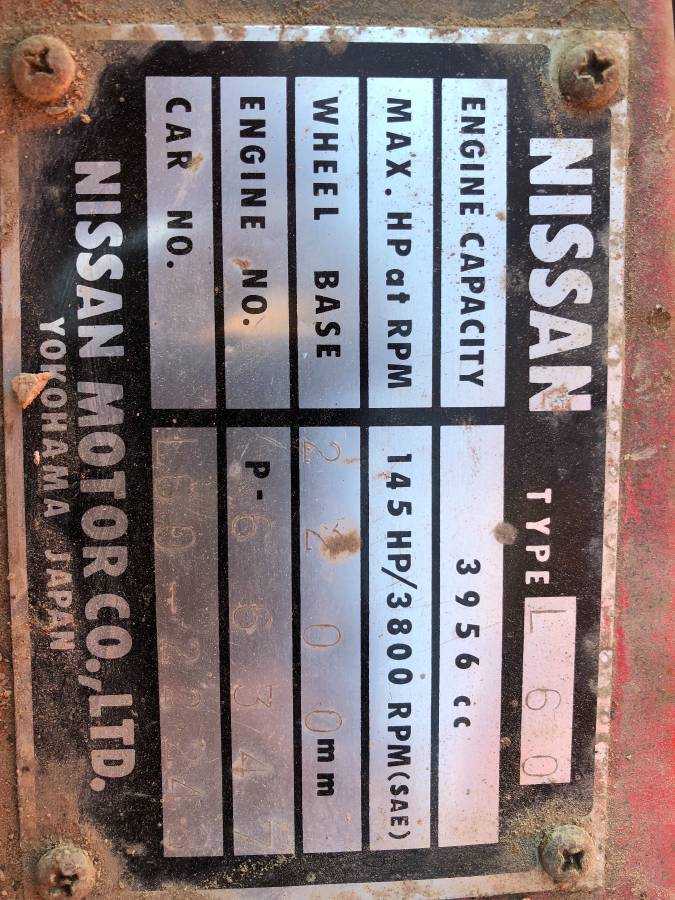 NISSAN TYPE L60
ENGINE CAPACITY 3956 cc
MAX. HP at RPM 145 HP/3800 RPM (SAE)
WHEEL BASE 2200 mm
ENGINE NO. P-66347
CAR NO.
NISSAN MOTOR CO., LTD.
YOKOHAMA JAPAN